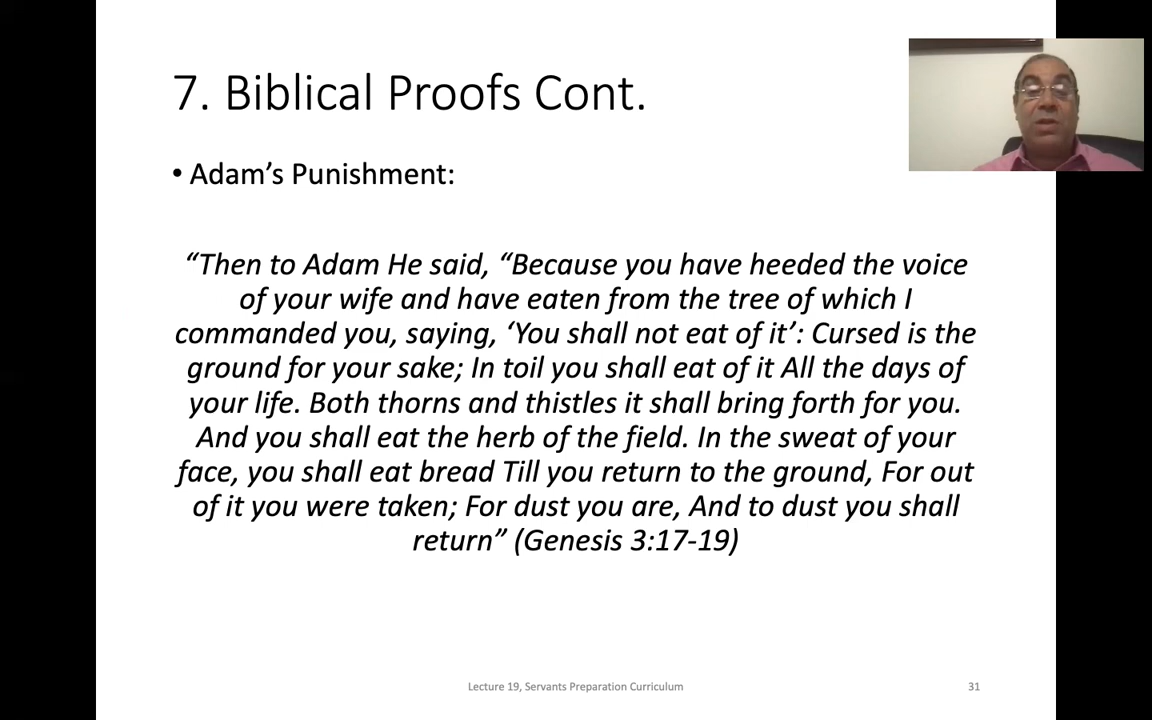 7. Biblical Proofs Cont.
• Adam’s Punishment:
“Then to Adam He said, “Because you have heeded the voice
of your wife and have eaten from the tree of which I
commanded you, saying, ‘You shall not eat of it’: Cursed is the
ground for your sake; In toil you shall eat of it All the days of
your life. Both thorns and thistles it shall bring forth for you.
And you shall eat the herb of the field. In the sweat of your
face, you shall eat bread Till you return to the ground, For out
of it you were taken; For dust you are, And to dust you shall
return” (Genesis 3:17-19)
Lecture 19, Servants Preparation Curriculum
31